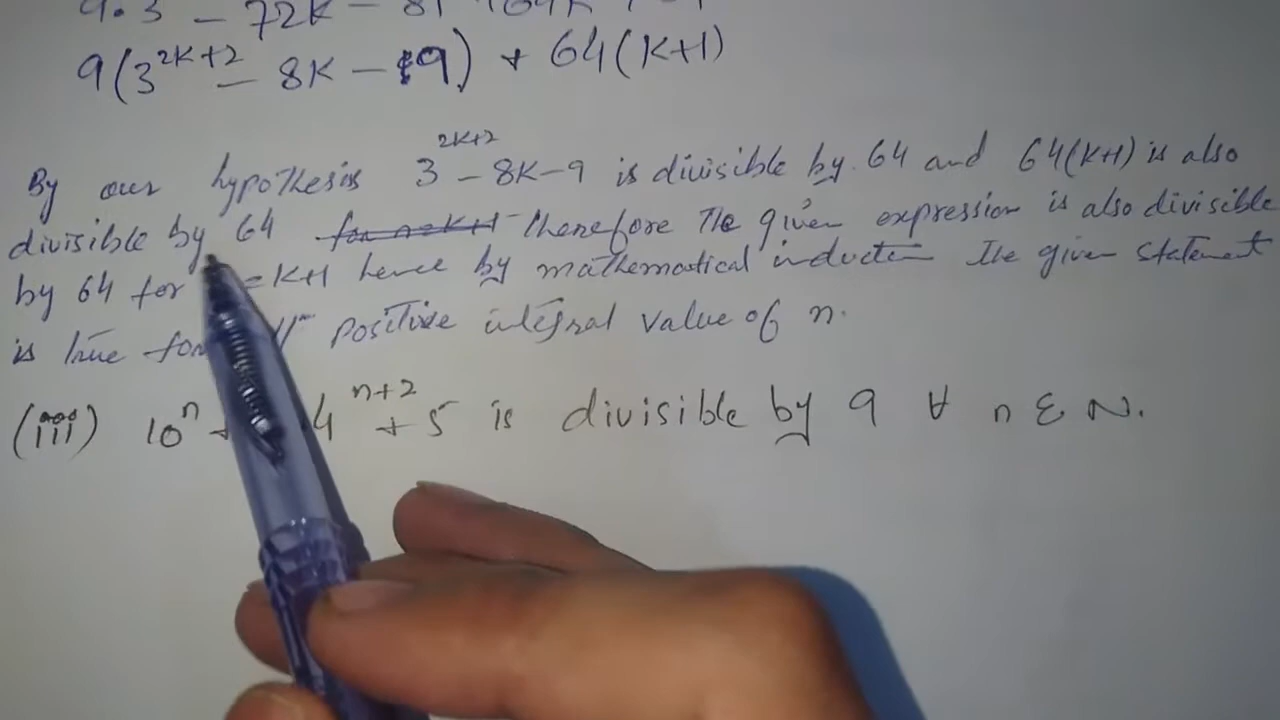 9(3^2K+2 - 8K - 9) + 64(K+1)
By our hypothesis 3^2K+2 - 8K - 9 is divisible by 64 and 64(K+1) is also
divisible by 64 for n=K+1 therefore The given expression is also divisible
by 64 for = K+1 hence by mathematical induction The given statement
is true for positive integral value of n.
(iii) 10^n + 4^n+2 + 5 is divisible by 9 ∀ n ∈ N.